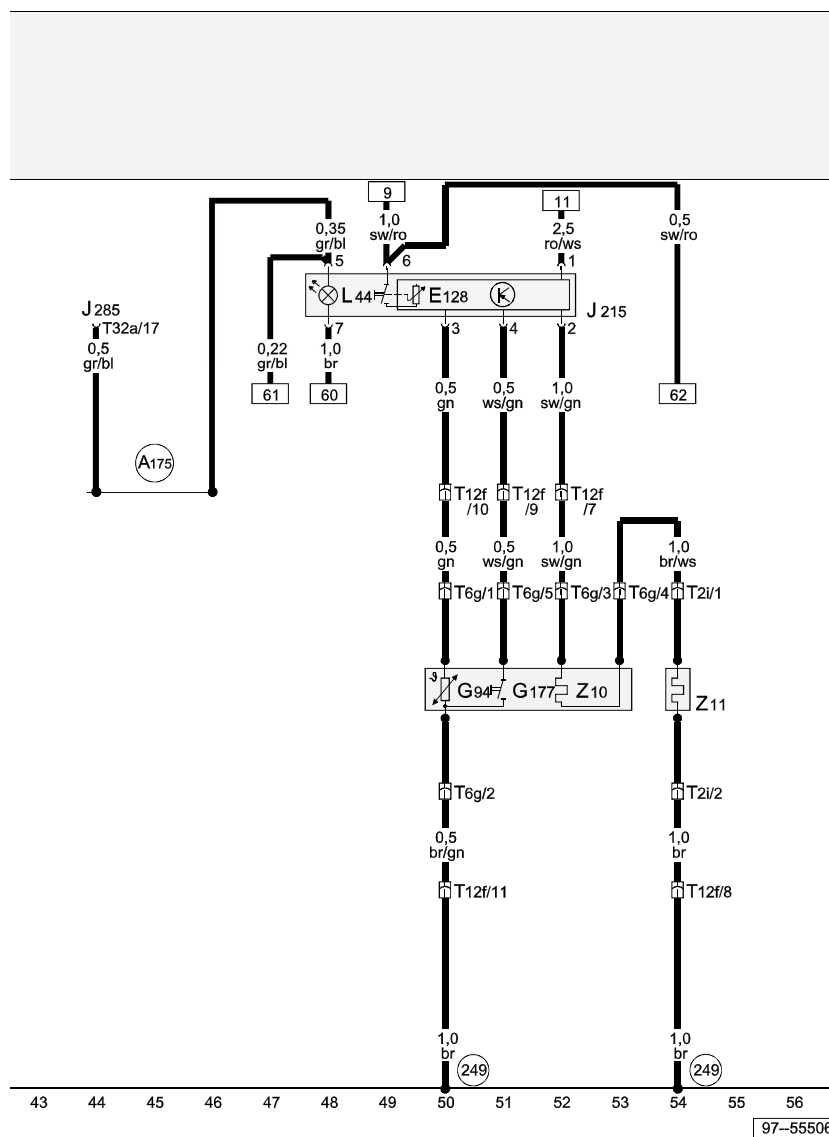 9
11
0,35
gr/bl
1,0
sw/ro
2,5
ro/ws
0,5
sw/ro
5
6
1
L44
E128
J215
J285
T32a/17
0,5
gr/bl
0,22
gr/bl
7
1,0
br
3
4
2
61
60
62
0,5
gn
0,5
ws/gn
1,0
sw/gn
A175
T12f
/10
T12f
/9
T12f
/7
0,5
gn
0,5
ws/gn
1,0
sw/gn
1,0
br/ws
T6g/1
T6g/5
T6g/3
T6g/4
T2i/1
ϑ
G94
G177
Z10
Z11
T6g/2
T2i/2
0,5
br/gn
1,0
br
T12f/11
T12f/8
1,0
br
249
1,0
br
249
43 44 45 46 47 48 49 50 51 52 53 54 55 56
97--55506